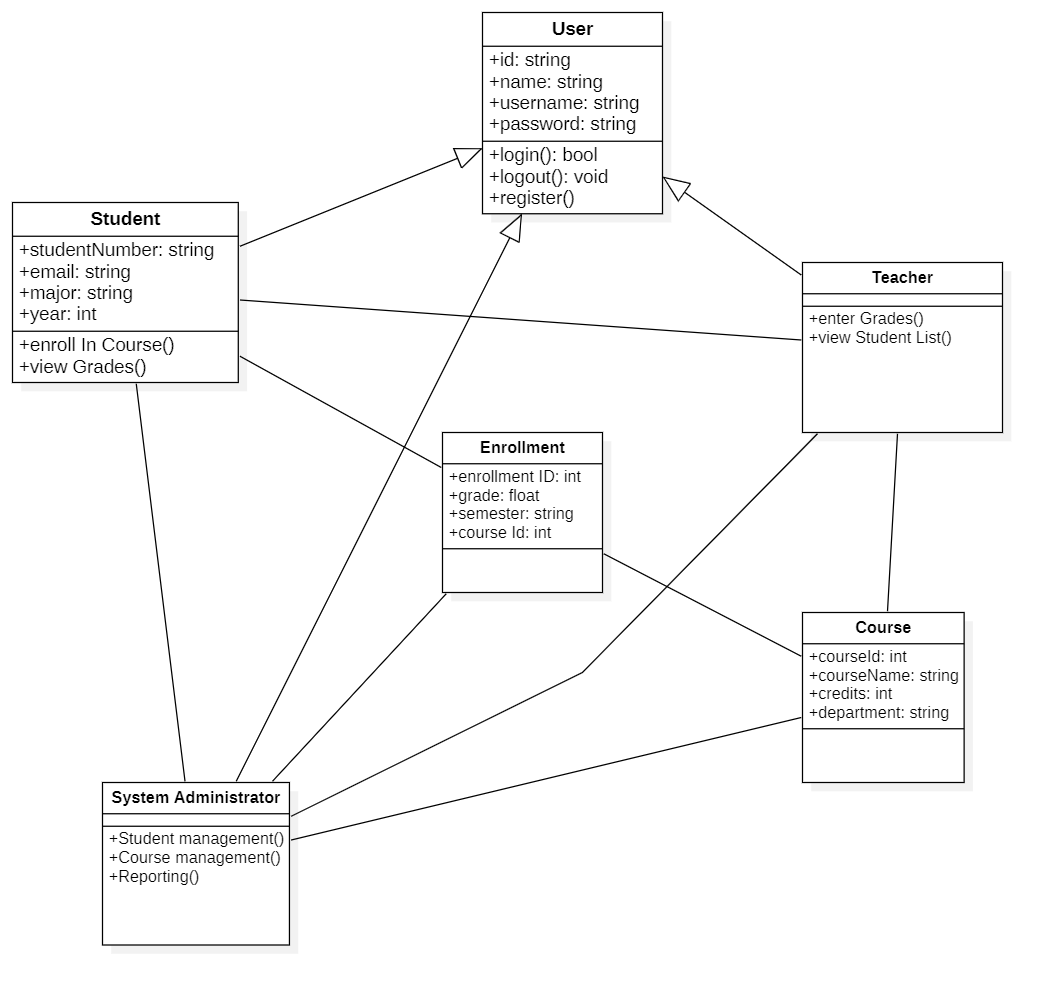 User
+id: string
+name: string
+username: string
+password: string
+login(): bool
+logout(): void
+register()
Student
+studentNumber: string
+email: string
+major: string
+year: int
+enroll In Course()
+view Grades()
Teacher
+enter Grades()
+view Student List()
Enrollment
+enrollment ID: int
+grade: float
+semester: string
+course Id: int
Course
+courseId: int
+courseName: string
+credits: int
+department: string
System Administrator
+Student management()
+Course management()
+Reporting()